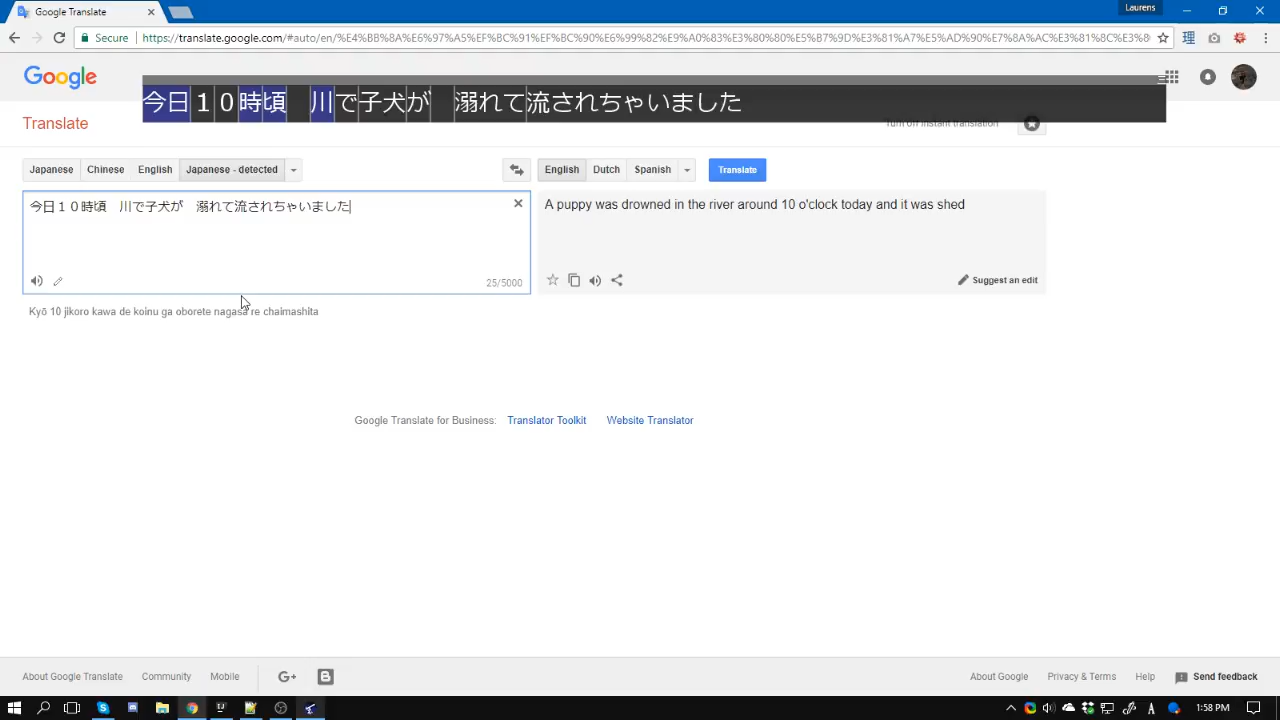 Google Translate
Laurens
Secure
https://translate.google.com/#auto/en/%E4%BB%8A%E6%97%A5%EF%BC%91%EF%BC%90%E6%99%82%E9%A0%83%E3%80%80%E5%B7%9D%E3%81%A7%E5%AD%90%E7%8A%AC%E3%81%8C%E3%8
Google
今日１０時頃　川で子犬が　溺れて流されちゃいました
Translate
Turn off instant translation
Japanese Chinese English Japanese - detected
English Dutch Spanish Translate
今日１０時頃　川で子犬が　溺れて流されちゃいました
A puppy was drowned in the river around 10 o'clock today and it was shed
25/5000
Suggest an edit
Kyō 10 jikoro kawa de koinu ga oborete nagasa re chaimashita
Google Translate for Business: Translator Toolkit Website Translator
About Google Translate Community Mobile G+ B
About Google Privacy & Terms Help Send feedback
1:58 PM